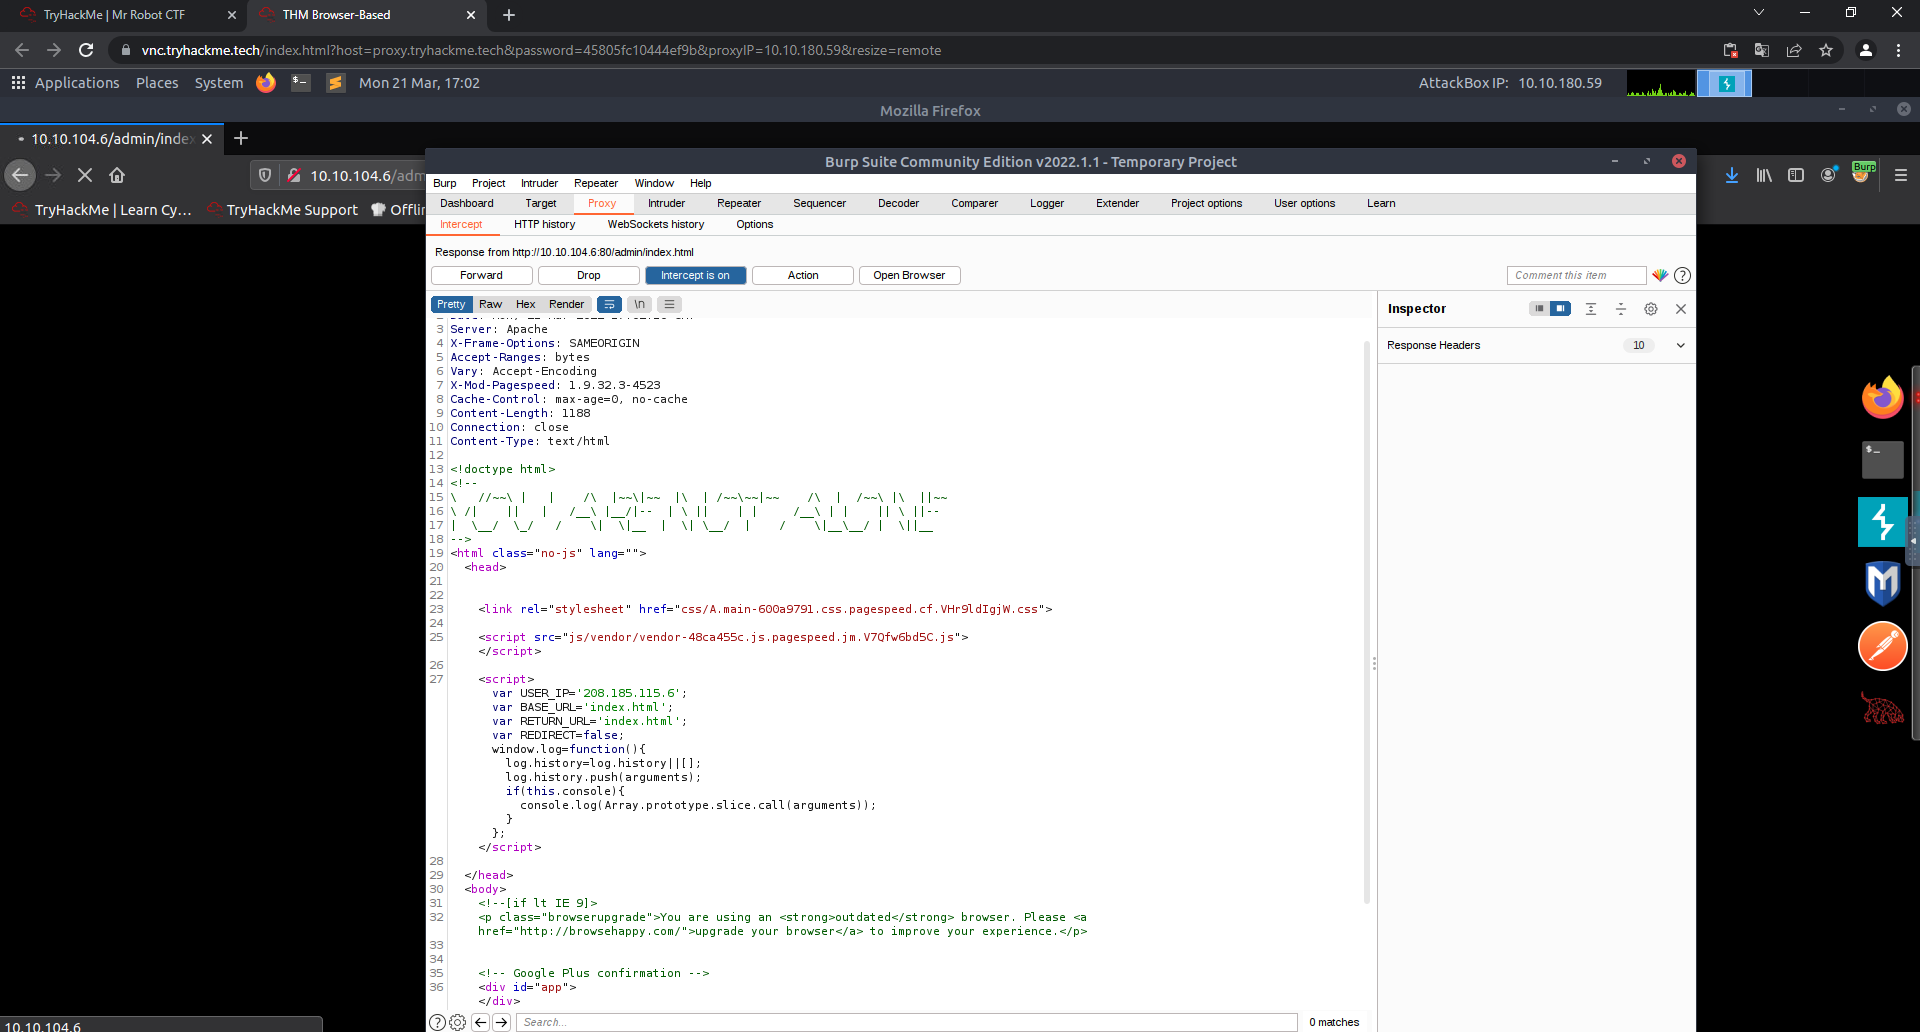 TryHackMe | Mr Robot CTF
THM Browser-Based
vnc.tryhackme.tech/index.html?host=proxy.tryhackme.tech&password=45805fc10444ef9b&proxyIP=10.10.180.59&resize=remote
Applications Places System Mon 21 Mar, 17:02 AttackBox IP: 10.10.180.59
Mozilla Firefox
10.10.104.6/admin/inde
10.10.104.6/adm
Burp
TryHackMe | Learn Cy... TryHackMe Support Offlin
Burp Suite Community Edition v2022.1.1 - Temporary Project
Burp Project Intruder Repeater Window Help
Dashboard Target Proxy Intruder Repeater Sequencer Decoder Comparer Logger Extender Project options User options Learn
Intercept HTTP history WebSockets history Options
Response from http://10.10.104.6:80/admin/index.html
Forward Drop Intercept is on Action Open Browser Comment this item
Pretty Raw Hex Render \n
Inspector
Response Headers 10
3 Server: Apache
4 X-Frame-Options: SAMEORIGIN
5 Accept-Ranges: bytes
6 Vary: Accept-Encoding
7 X-Mod-Pagespeed: 1.9.32.3-4523
8 Cache-Control: max-age=0, no-cache
9 Content-Length: 1188
10 Connection: close
11 Content-Type: text/html
12
13 <!doctype html>
14 <!--
15 \   //~~\ |   |    /\  |~~\|~~  |\  | /~~\~~|~~    /\  |  /~~\ |\  ||~~
16 \ /|    ||   |   /__\ |__/|--  | \ ||    | |     /__\ | |    || \ ||--
17 |  \__/  \_/   /    \|  \|__  |  \| \__/  |    /    \|__\__/ |  \||__
18 -->
19 <html class="no-js" lang="">
20 <head>
21
22
23 <link rel="stylesheet" href="css/A.main-600a9791.css.pagespeed.cf.VHr9ldIgjW.css">
24
25 <script src="js/vendor/vendor-48ca455c.js.pagespeed.jm.V7Qfw6bd5C.js">
</script>
26
27 <script>
var USER_IP='208.185.115.6';
var BASE_URL='index.html';
var RETURN_URL='index.html';
var REDIRECT=false;
window.log=function(){
log.history=log.history||[];
log.history.push(arguments);
if(this.console){
console.log(Array.prototype.slice.call(arguments));
}
};
</script>
28
29 </head>
30 <body>
31 <!--[if lt IE 9]>
32 <p class="browserupgrade">You are using an <strong>outdated</strong> browser. Please <a
href="http://browsehappy.com/">upgrade your browser</a> to improve your experience.</p>
33
34
35 <!-- Google Plus confirmation -->
36 <div id="app">
</div>
Search... 0 matches
10.10.104.6